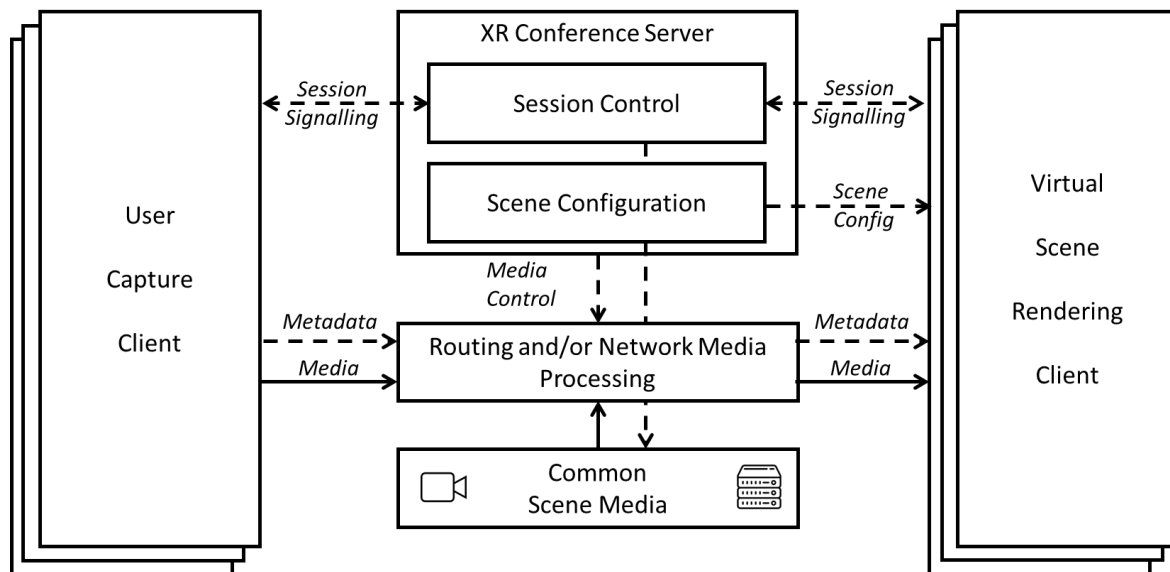 XR Conference Server
Session
Signalling
Session Control
Session
Signalling
User
Capture
Client
Scene Configuration
Scene
Config
Virtual
Scene
Rendering
Client
Media
Control
Metadata
Media
Routing and/or Network Media
Processing
Metadata
Media
Common
Scene Media